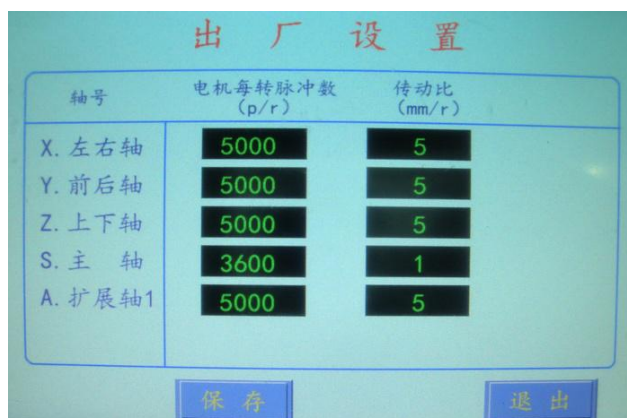 出厂设置
轴号 电机每转脉冲数 传动比
(p/r) (mm/r)
X.左右轴 5000 5
Y.前后轴 5000 5
Z.上下轴 5000 5
S.主 轴 3600 1
A.扩展轴1 5000 5
保存 退出